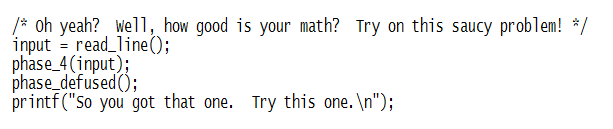 /* Oh yeah?  Well, how good is your math?  Try on this saucy problem! */
input = read_line();
phase_4(input);
phase_defused();
printf("So you got that one.  Try this one.\n");